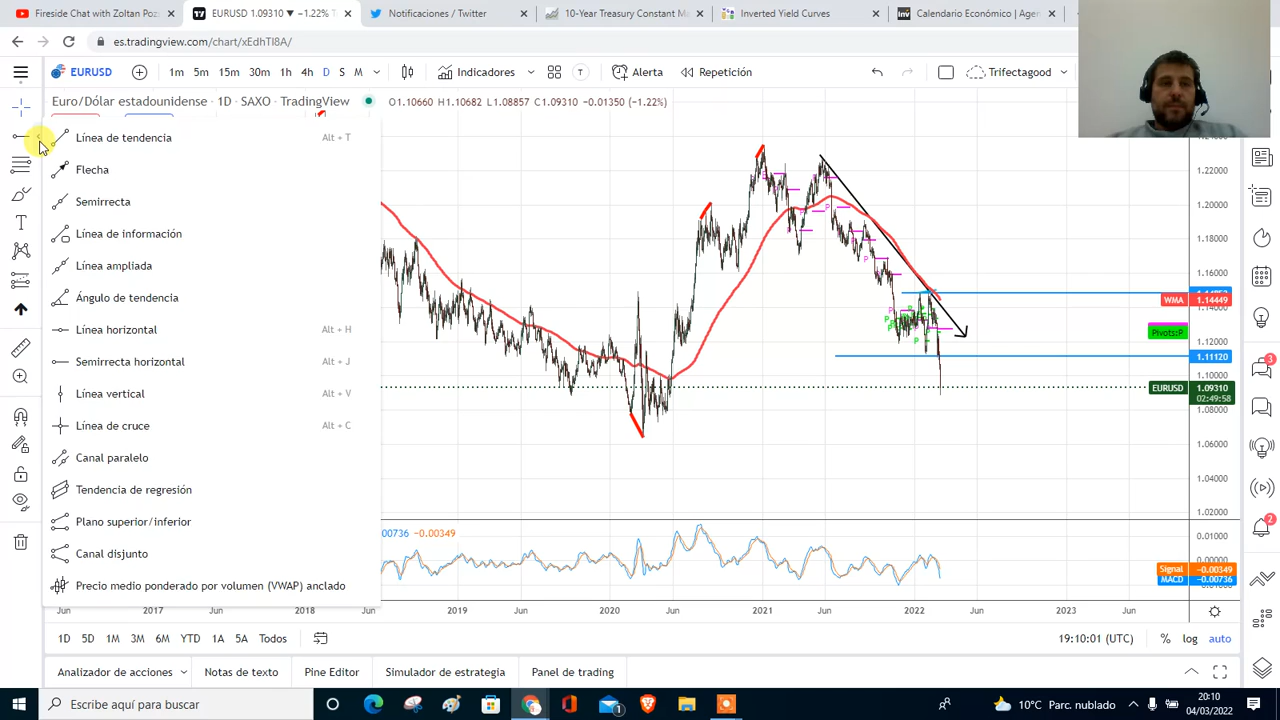 Fireside Chat with Zoltan Poz
EURUSD 1.09310 ▼ −1.22% T
Notificaciones / Twitter
10-Year Treasury Constant M
Inverted Yield Curves
Calendario Económico | Age
es.tradingview.com/chart/xEdhTI8A/
EURUSD 1m 5m 15m 30m 1h 4h D S M Indicadores Alerta Repetición Trifectagood
Euro/Dólar estadounidense · 1D · SAXO · TradingView O1.10660 H1.10682 L1.08857 C1.09310 −0.01350 (−1.22%)
Línea de tendencia Alt + T
Flecha
Semirrecta
Línea de información
Línea ampliada
Ángulo de tendencia
Línea horizontal Alt + H
Semirrecta horizontal Alt + J
Línea vertical Alt + V
Línea de cruce Alt + C
Canal paralelo
Tendencia de regresión
Plano superior/inferior
Canal disjunto
Precio medio ponderado por volumen (VWAP) anclado
1.22000
1.20000
1.18000
1.16000
WMA 1.14449
Pivots:P
1.12000
1.11120
1.10000
EURUSD 1.09310
02:49:58
1.08000
1.06000
1.04000
1.02000
00736 −0.00349
0.01000
0.00000
Signal −0.00349
MACD −0.00736
Jun 2017 Jun 2018 Jun 2019 Jun 2020 Jun 2021 Jun 2022 Jun 2023 Jun
1D 5D 1M 3M 6M YTD 1A 5A Todos 19:10:01 (UTC) % log auto
Analizador de acciones Notas de texto Pine Editor Simulador de estrategia Panel de trading
Escribe aquí para buscar
10°C Parc. nublado
20:10
04/03/2022